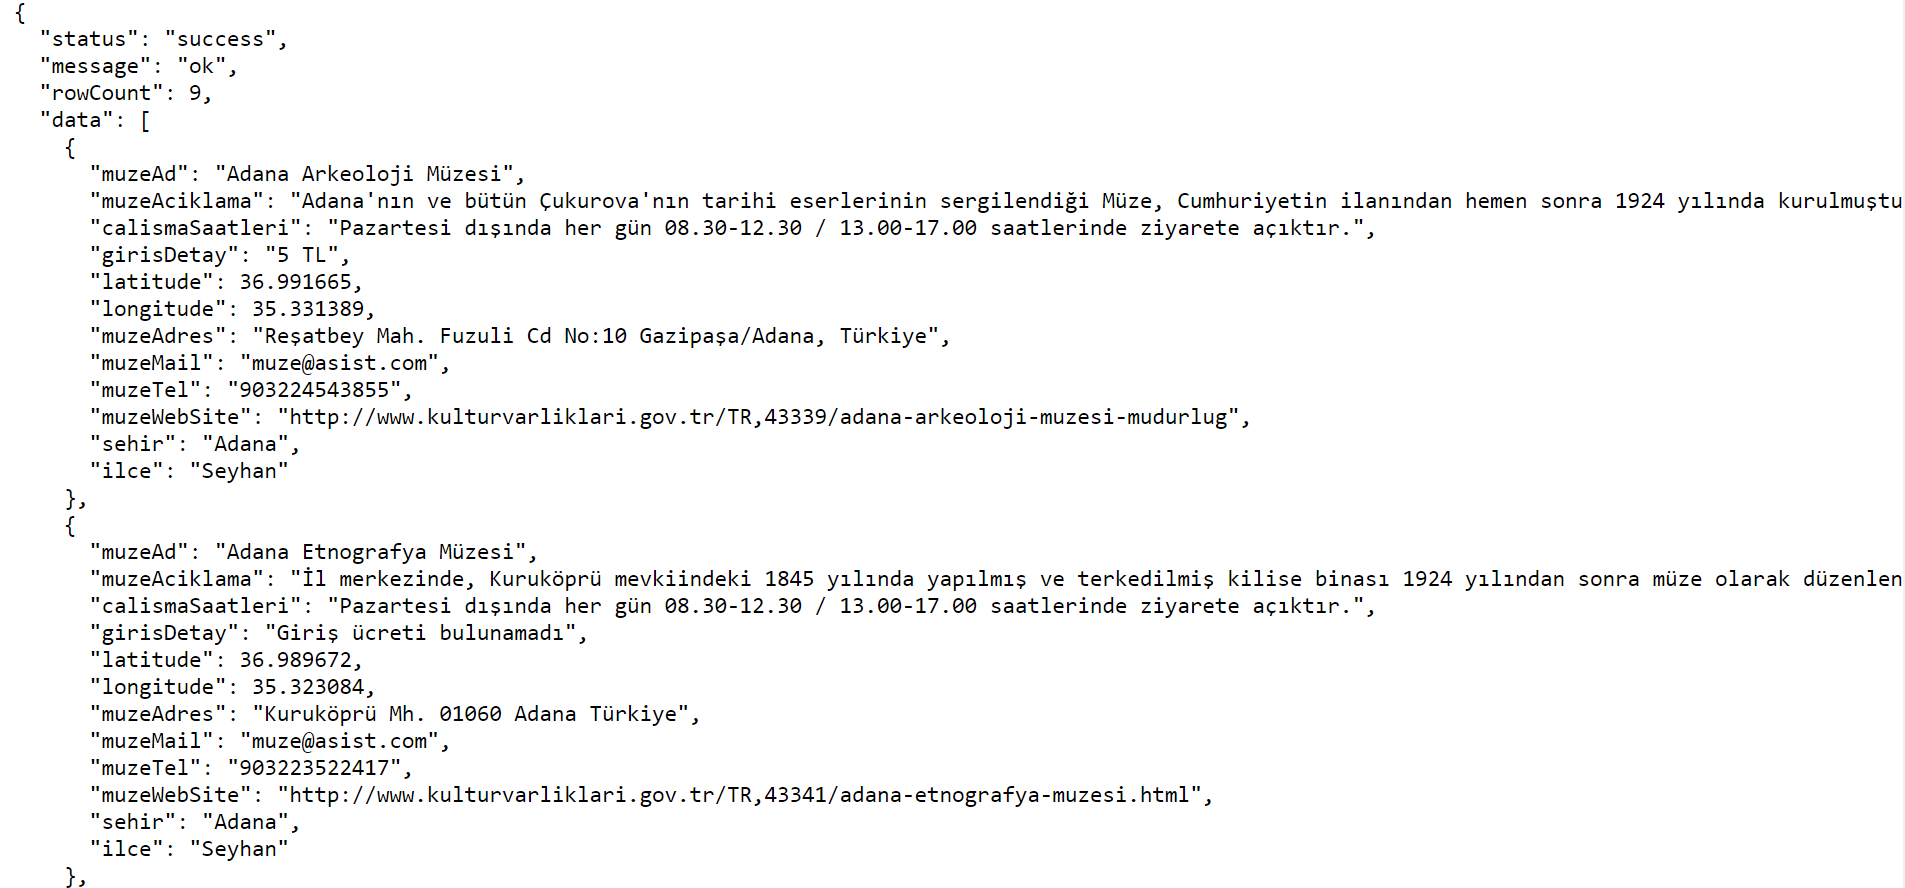 {
  "status": "success",
  "message": "ok",
  "rowCount": 9,
  "data": [
    {
      "muzeAd": "Adana Arkeoloji Müzesi",
      "muzeAciklama": "Adana'nın ve bütün Çukurova'nın tarihi eserlerinin sergilendiği Müze, Cumhuriyetin ilanından hemen sonra 1924 yılında kurulmuştu
      "calismaSaatleri": "Pazartesi dışında her gün 08.30-12.30 / 13.00-17.00 saatlerinde ziyarete açıktır.",
      "girisDetay": "5 TL",
      "latitude": 36.991665,
      "longitude": 35.331389,
      "muzeAdres": "Reşatbey Mah. Fuzuli Cd No:10 Gazipaşa/Adana, Türkiye",
      "muzeMail": "muze@asist.com",
      "muzeTel": "903224543855",
      "muzeWebSite": "http://www.kulturvarliklari.gov.tr/TR,43339/adana-arkeoloji-muzesi-mudurlug",
      "sehir": "Adana",
      "ilce": "Seyhan"
    },
    {
      "muzeAd": "Adana Etnografya Müzesi",
      "muzeAciklama": "İl merkezinde, Kuruköprü mevkiindeki 1845 yılında yapılmış ve terkedilmiş kilise binası 1924 yılından sonra müze olarak düzenlen
      "calismaSaatleri": "Pazartesi dışında her gün 08.30-12.30 / 13.00-17.00 saatlerinde ziyarete açıktır.",
      "girisDetay": "Giriş ücreti bulunamadı",
      "latitude": 36.989672,
      "longitude": 35.323084,
      "muzeAdres": "Kuruköprü Mh. 01060 Adana Türkiye",
      "muzeMail": "muze@asist.com",
      "muzeTel": "903223522417",
      "muzeWebSite": "http://www.kulturvarliklari.gov.tr/TR,43341/adana-etnografya-muzesi.html",
      "sehir": "Adana",
      "ilce": "Seyhan"
    },